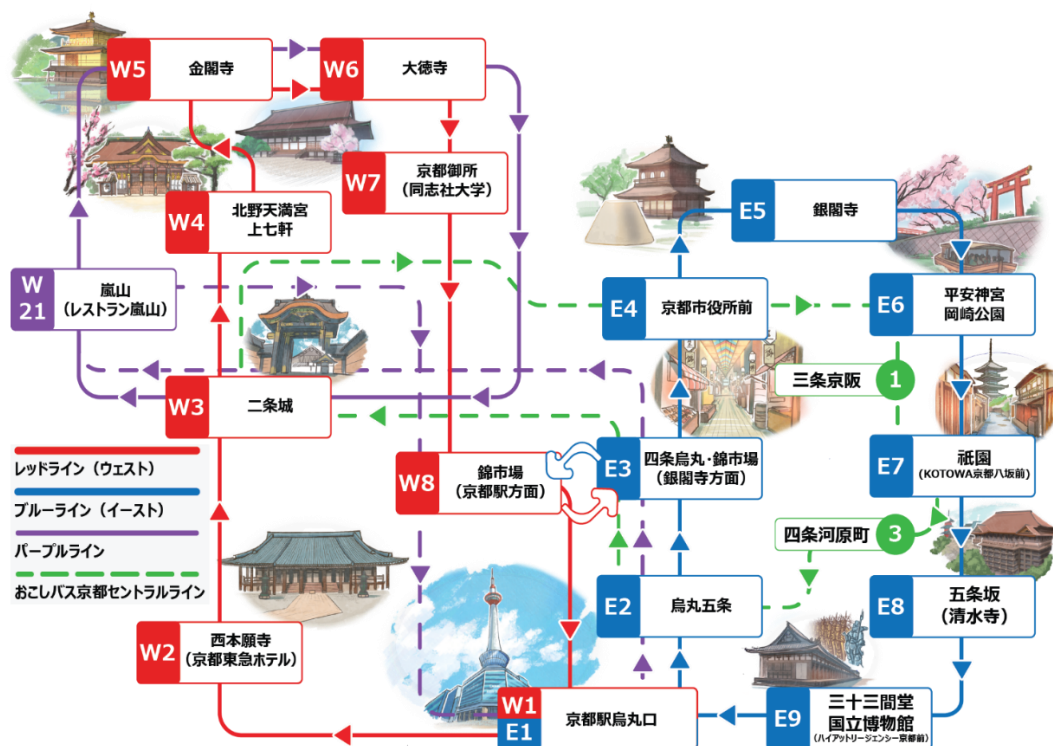 W5
金閣寺
W6
大徳寺
W7
京都御所
(同志社大学)
W4
北野天満宮
上七軒
E5
銀閣寺
W
21
嵐山
(レストラン嵐山)
E4
京都市役所前
E6
平安神宮
岡崎公園
三条京阪
1
W3
二条城
レッドライン(ウェスト)
ブルーライン(イースト)
パープルライン
おこしバス京都セントラルライン
W8
錦市場
(京都駅方面)
E3
四条烏丸・錦市場
(銀閣寺方面)
E7
祇園
(KOTOWA京都八坂前)
四条河原町
3
E2
烏丸五条
E8
五条坂
(清水寺)
W2
西本願寺
(京都東急ホテル)
W1
E1
京都駅烏丸口
E9
三十三間堂
国立博物館
(ハイアットリージェンシー京都前)